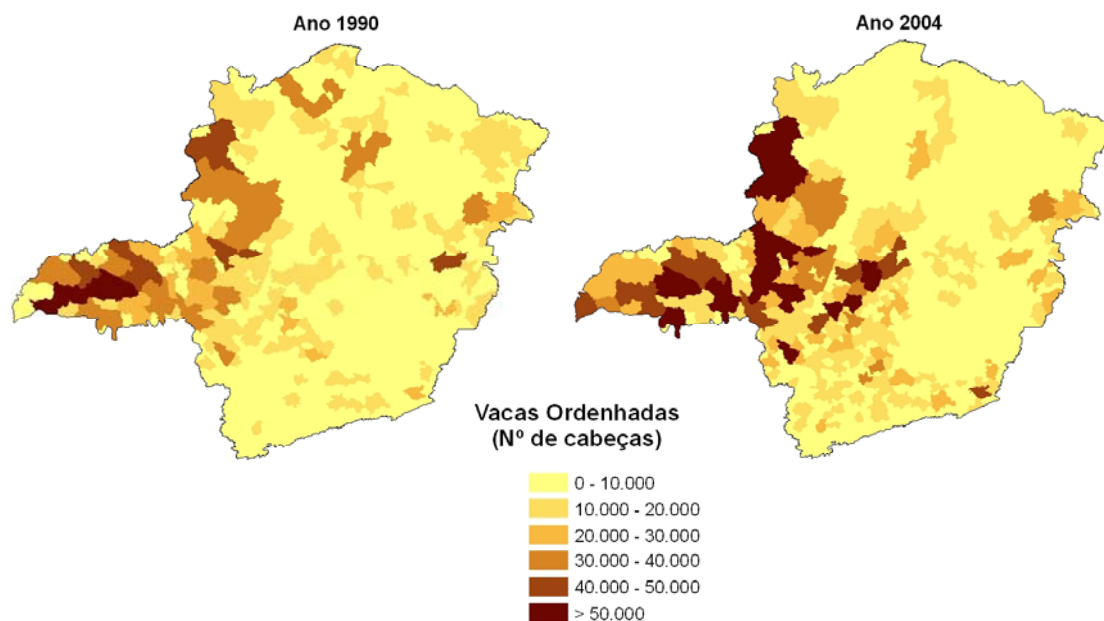 Ano 1990
Ano 2004
Vacas Ordenhadas
(Nº de cabeças)
0 - 10.000
10.000 - 20.000
20.000 - 30.000
30.000 - 40.000
40.000 - 50.000
> 50.000